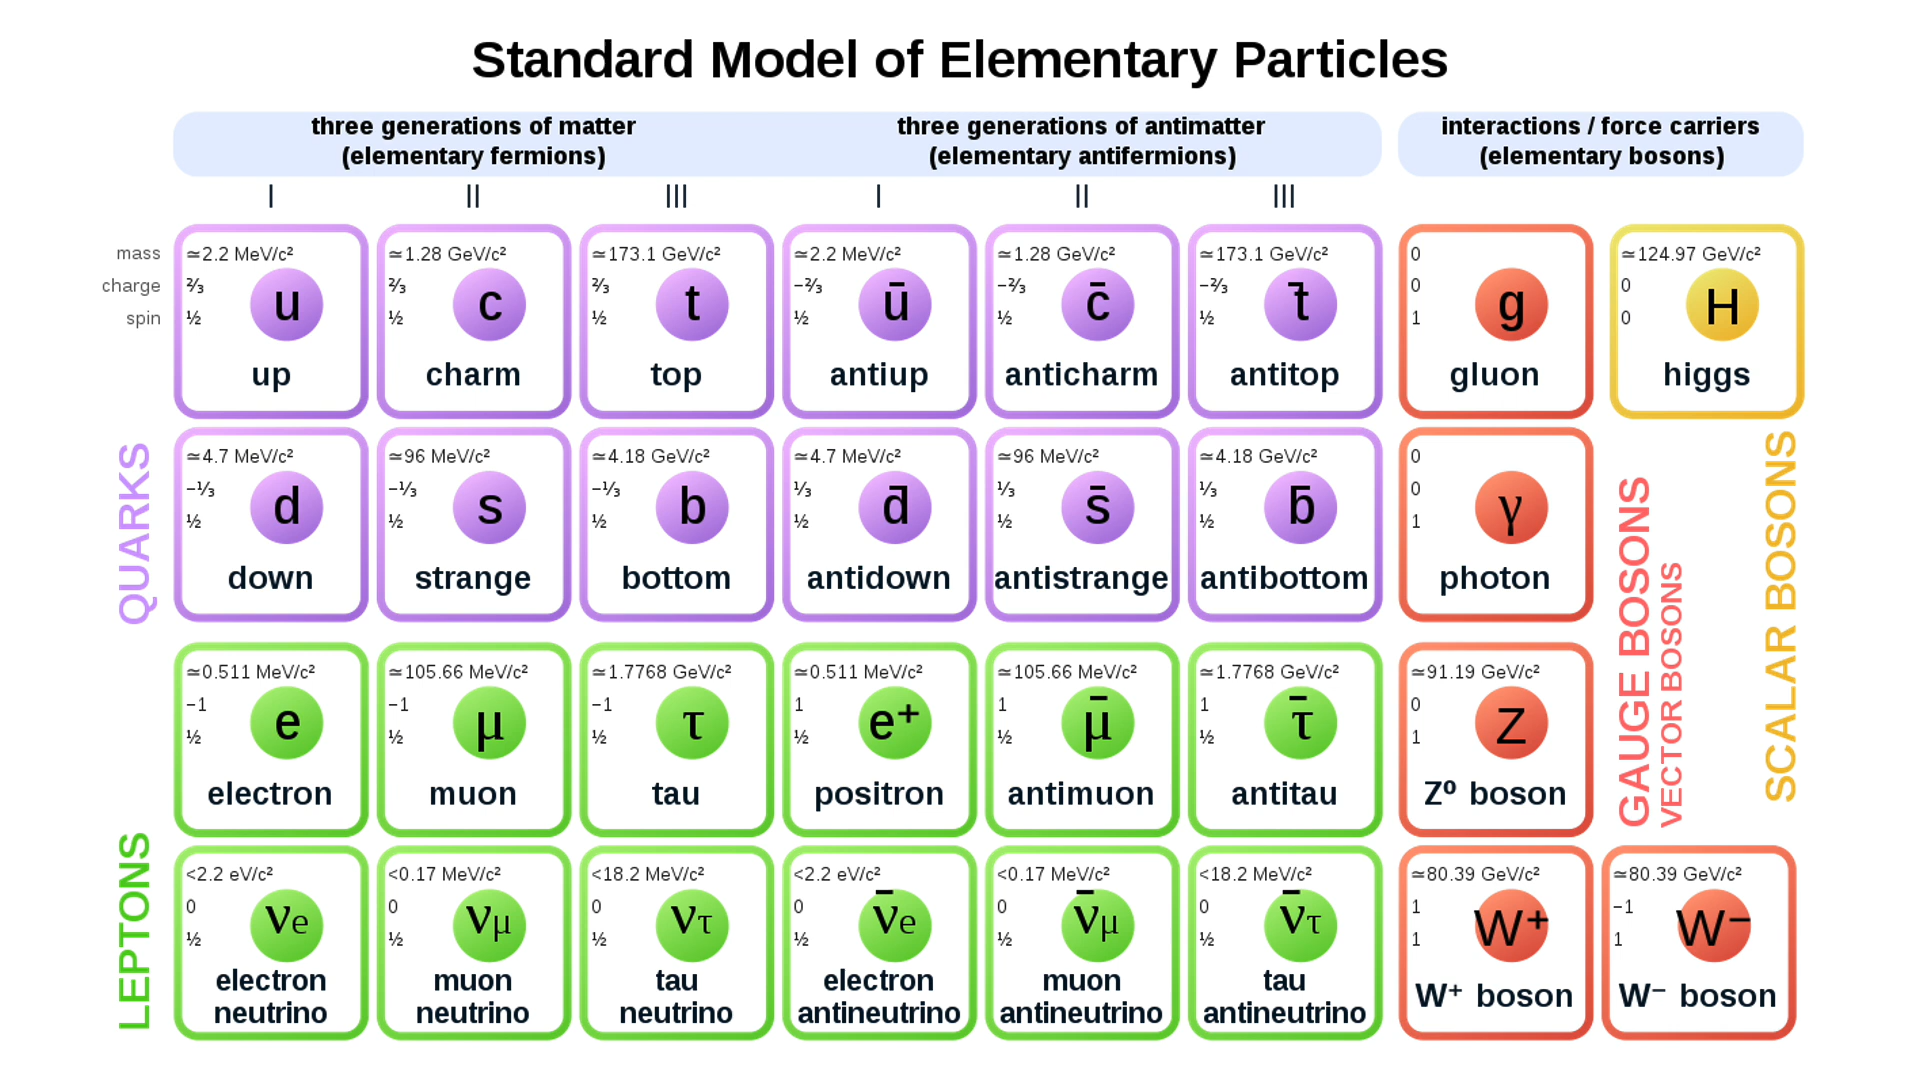 Standard Model of Elementary Particles
three generations of matter
(elementary fermions)
three generations of antimatter
(elementary antifermions)
interactions / force carriers
(elementary bosons)
I II III I II III
mass
charge
spin
≃2.2 MeV/c²
⅔
½
u
up
≃1.28 GeV/c²
⅔
½
c
charm
≃173.1 GeV/c²
⅔
½
t
top
≃2.2 MeV/c²
−⅔
½
ū
antiup
≃1.28 GeV/c²
−⅔
½
c̄
anticharm
≃173.1 GeV/c²
−⅔
½
t̄
antitop
0
0
1
g
gluon
≃124.97 GeV/c²
0
0
H
higgs
QUARKS
≃4.7 MeV/c²
−⅓
½
d
down
≃96 MeV/c²
−⅓
½
s
strange
≃4.18 GeV/c²
−⅓
½
b
bottom
≃4.7 MeV/c²
⅓
½
d̄
antidown
≃96 MeV/c²
⅓
½
s̄
antistrange
≃4.18 GeV/c²
⅓
½
b̄
antibottom
0
0
1
γ
photon
GAUGE BOSONS
VECTOR BOSONS
SCALAR BOSONS
LEPTONS
≃0.511 MeV/c²
−1
½
e
electron
≃105.66 MeV/c²
−1
½
μ
muon
≃1.7768 GeV/c²
−1
½
τ
tau
≃0.511 MeV/c²
1
½
e⁺
positron
≃105.66 MeV/c²
1
½
μ̄
antimuon
≃1.7768 GeV/c²
1
½
τ̄
antitau
≃91.19 GeV/c²
0
1
Z
Z⁰ boson
<2.2 eV/c²
0
½
νe
electron
neutrino
<0.17 MeV/c²
0
½
νμ
muon
neutrino
<18.2 MeV/c²
0
½
ντ
tau
neutrino
<2.2 eV/c²
0
½
ν̄e
electron
antineutrino
<0.17 MeV/c²
0
½
ν̄μ
muon
antineutrino
<18.2 MeV/c²
0
½
ν̄τ
tau
antineutrino
≃80.39 GeV/c²
1
1
W⁺
W⁺ boson
≃80.39 GeV/c²
−1
1
W⁻
W⁻ boson